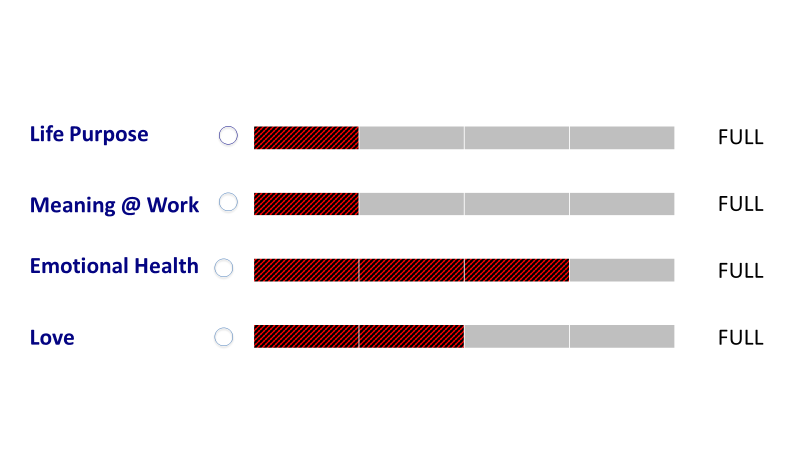 Life Purpose FULL
Meaning @ Work FULL
Emotional Health FULL
Love FULL